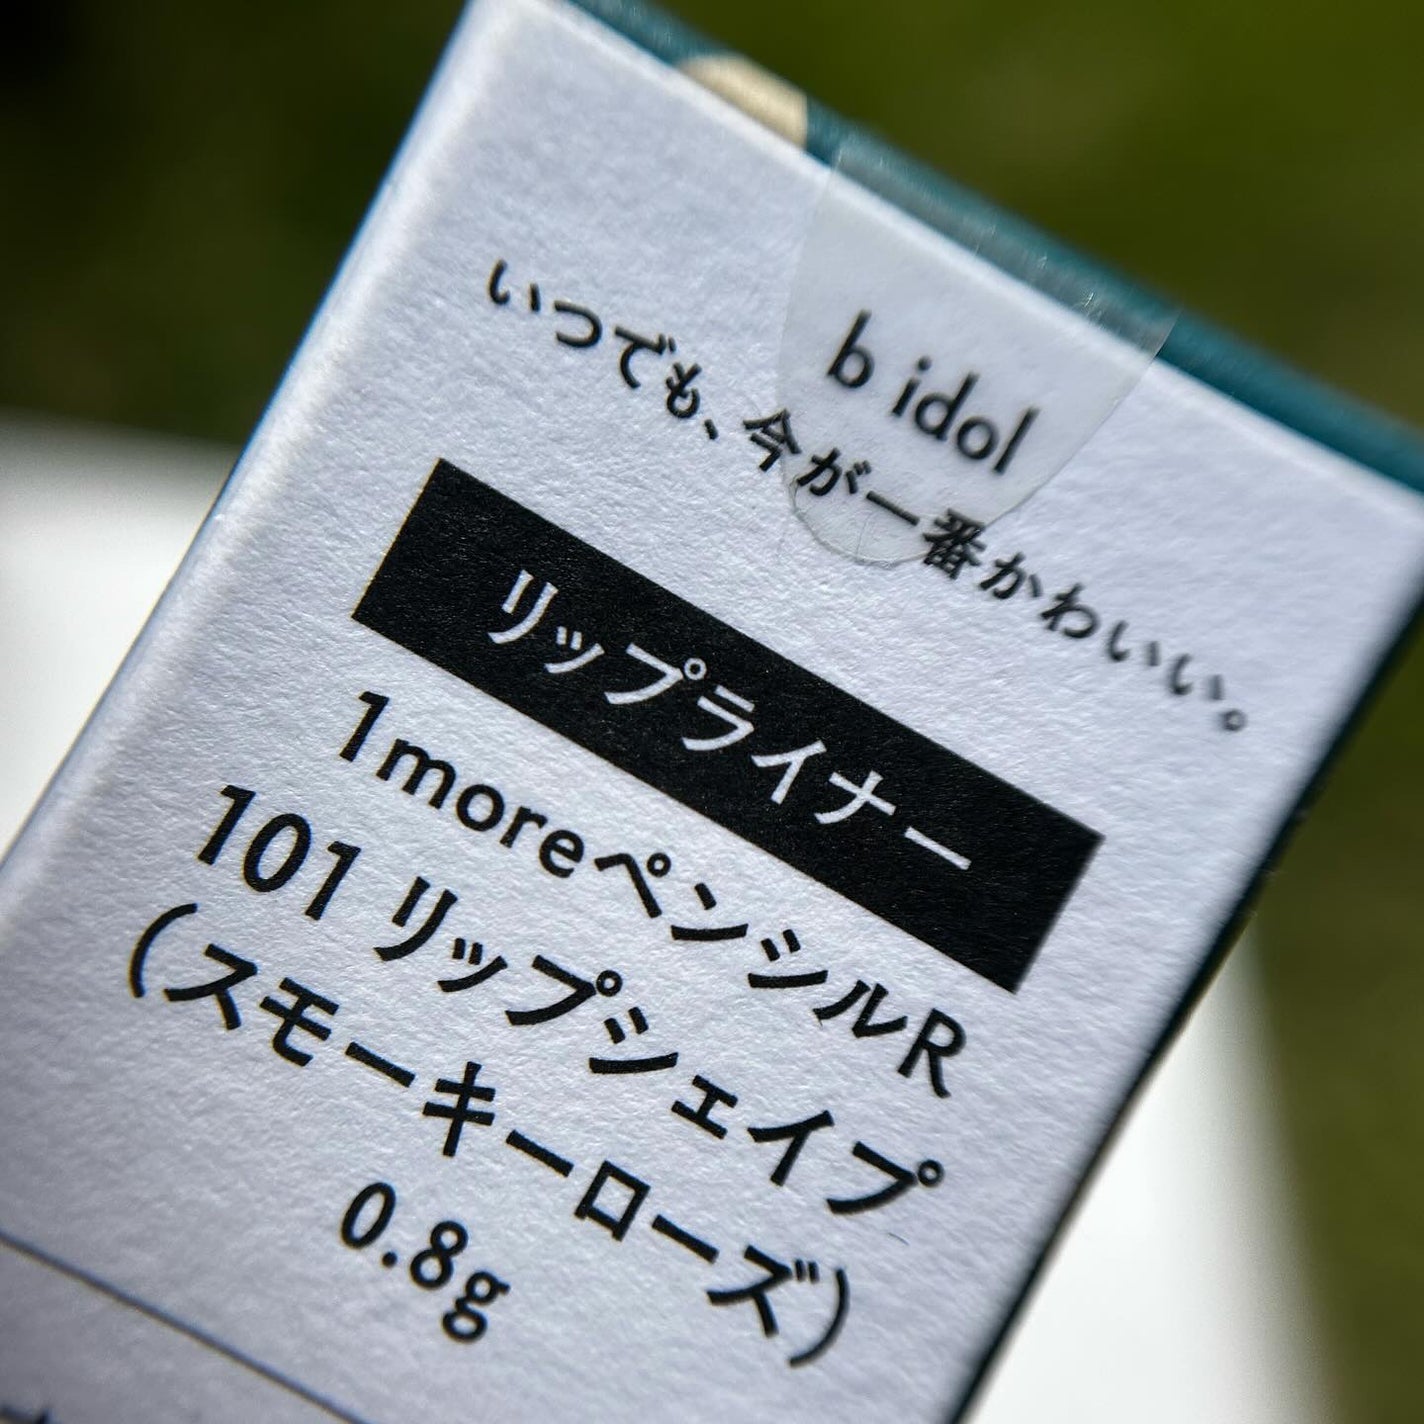 b idol
いつでも、今が一番かわいい。
リップライナー
1moreペンシルR
101 リップシェイプ
(スモーキーローズ)
0.8g